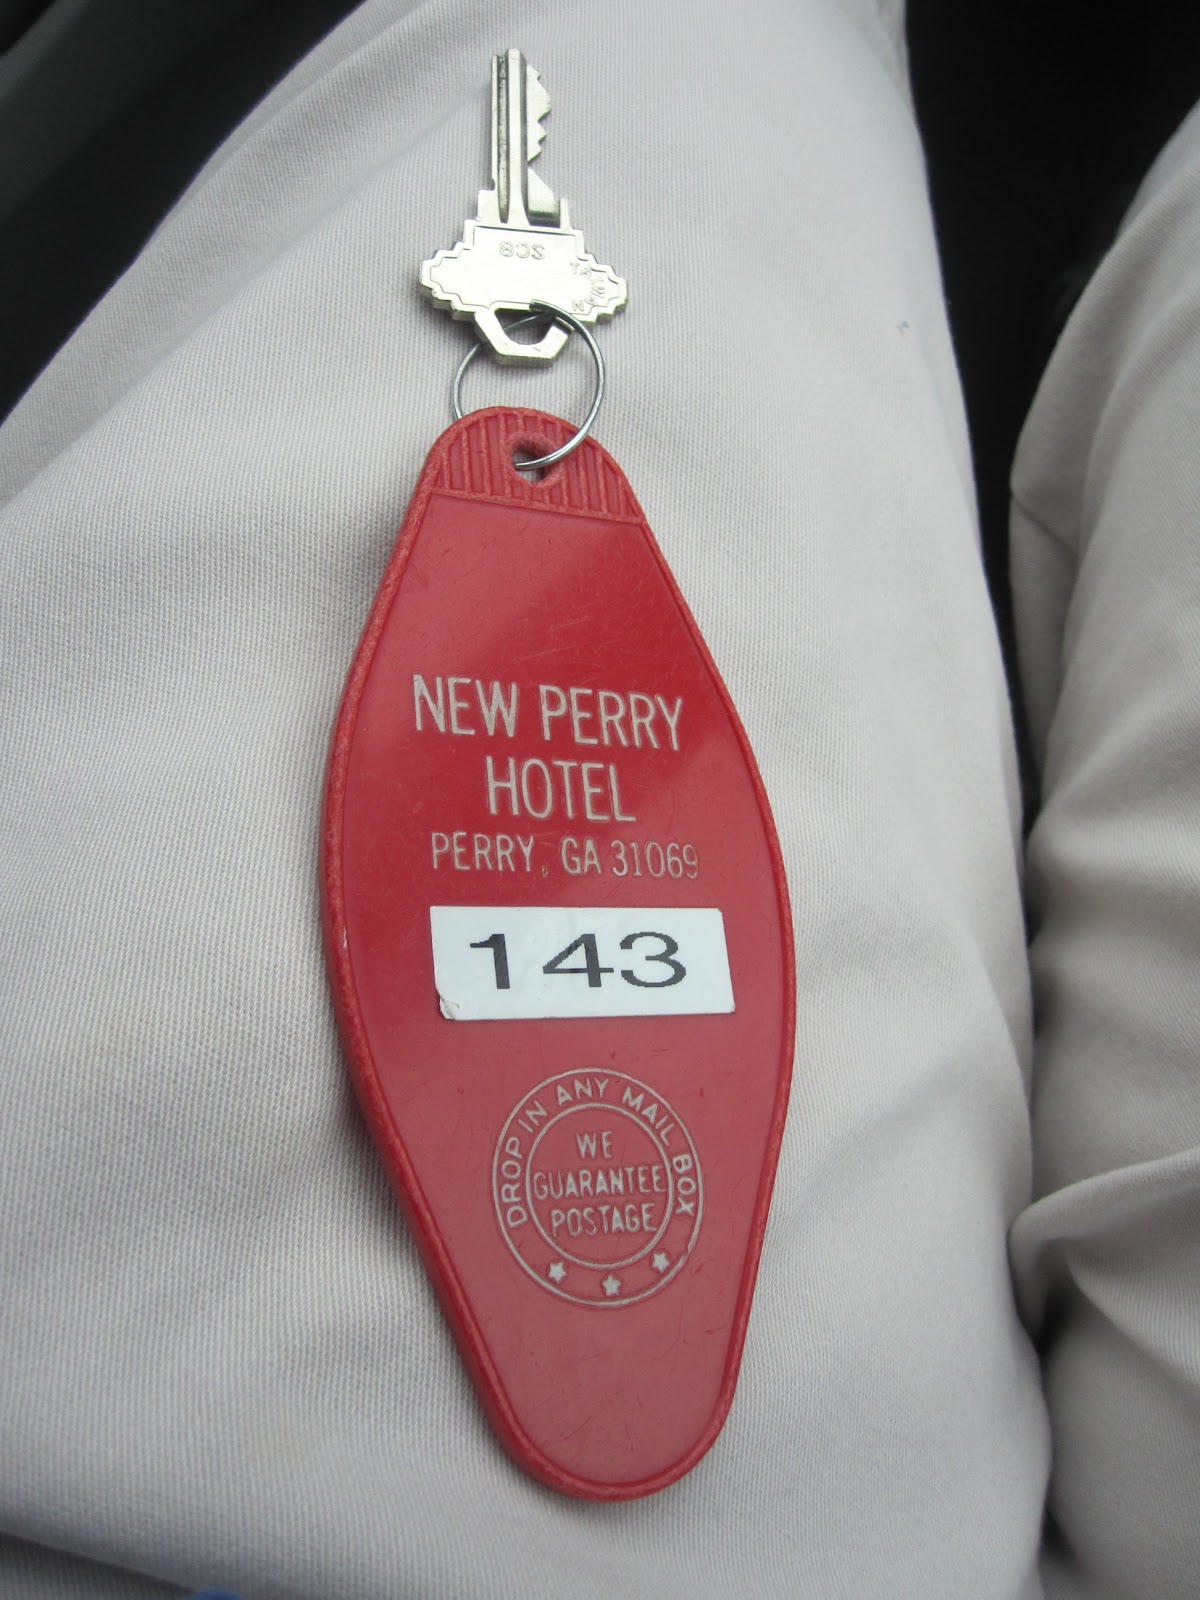 NEW PERRY
HOTEL
PERRY, GA 31069
143
DROP IN ANY MAIL BOX
WE
GUARANTEE
POSTAGE